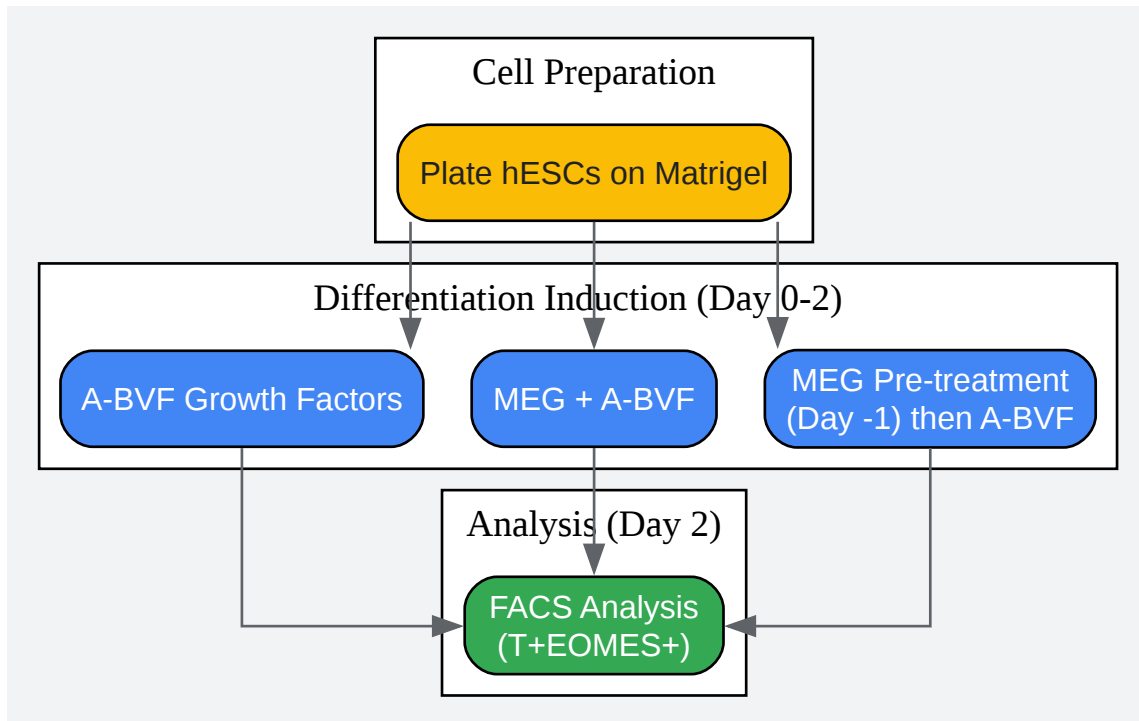 Cell Preparation
Plate hESCs on Matrigel
Differentiation Induction (Day 0-2)
A-BVF Growth Factors
MEG + A-BVF
MEG Pre-treatment
(Day -1) then A-BVF
Analysis (Day 2)
FACS Analysis
(T+EOMES+)